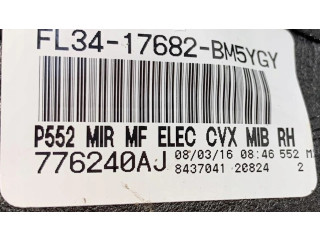 FL34-17682-BM5YGY
P552 MIR MF ELEC CVX MIB RH
776240AJ 08/03/16 08:46 552
8437041 20824 2